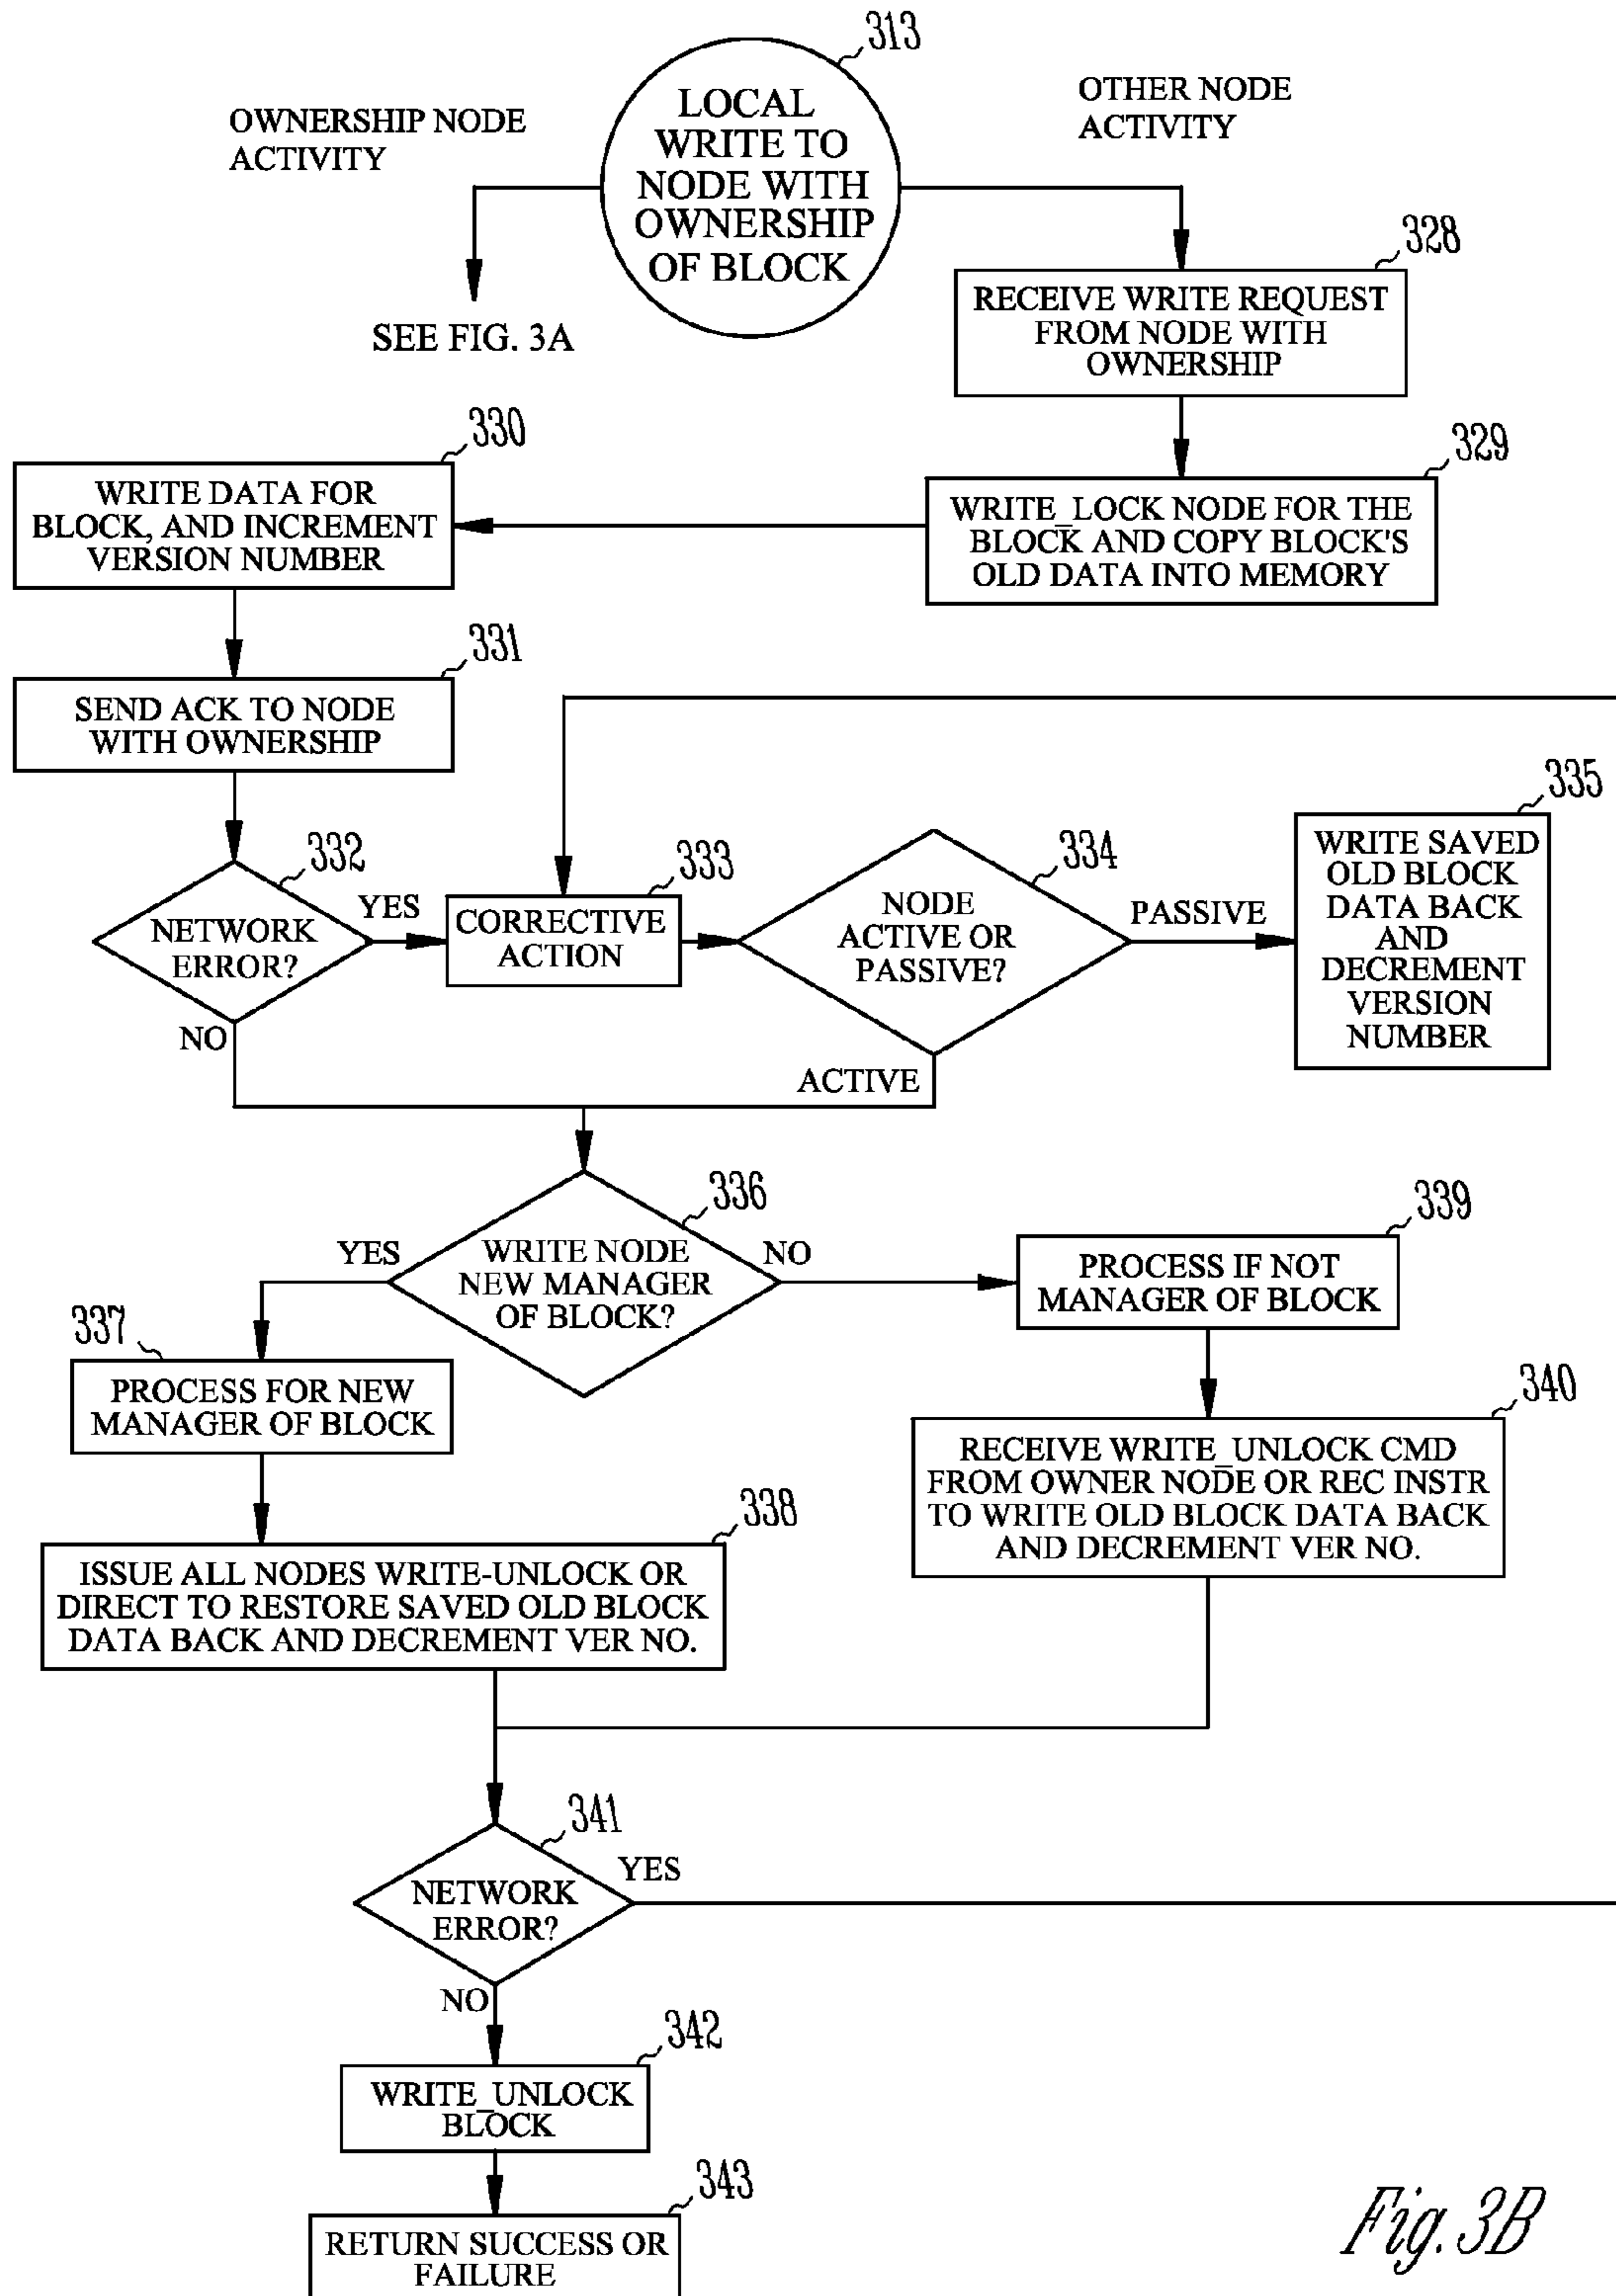 313
OWNERSHIP NODE
ACTIVITY
LOCAL
WRITE TO
NODE WITH
OWNERSHIP
OF BLOCK
OTHER NODE
ACTIVITY
SEE FIG. 3A
328
RECEIVE WRITE REQUEST
FROM NODE WITH
OWNERSHIP
329
WRITE_LOCK NODE FOR THE
BLOCK AND COPY BLOCK'S
OLD DATA INTO MEMORY
330
WRITE DATA FOR
BLOCK, AND INCREMENT
VERSION NUMBER
331
SEND ACK TO NODE
WITH OWNERSHIP
332
NETWORK
ERROR?
YES
NO
333
CORRECTIVE
ACTION
334
NODE
ACTIVE OR
PASSIVE?
PASSIVE
ACTIVE
335
WRITE SAVED
OLD BLOCK
DATA BACK
AND
DECREMENT
VERSION
NUMBER
336
WRITE NODE
NEW MANAGER
OF BLOCK?
YES
NO
337
PROCESS FOR NEW
MANAGER OF BLOCK
338
ISSUE ALL NODES WRITE-UNLOCK OR
DIRECT TO RESTORE SAVED OLD BLOCK
DATA BACK AND DECREMENT VER NO.
339
PROCESS IF NOT
MANAGER OF BLOCK
340
RECEIVE WRITE_UNLOCK CMD
FROM OWNER NODE OR REC INSTR
TO WRITE OLD BLOCK DATA BACK
AND DECREMENT VER NO.
341
NETWORK
ERROR?
YES
NO
342
WRITE_UNLOCK
BLOCK
343
RETURN SUCCESS OR
FAILURE
Fig. 3B